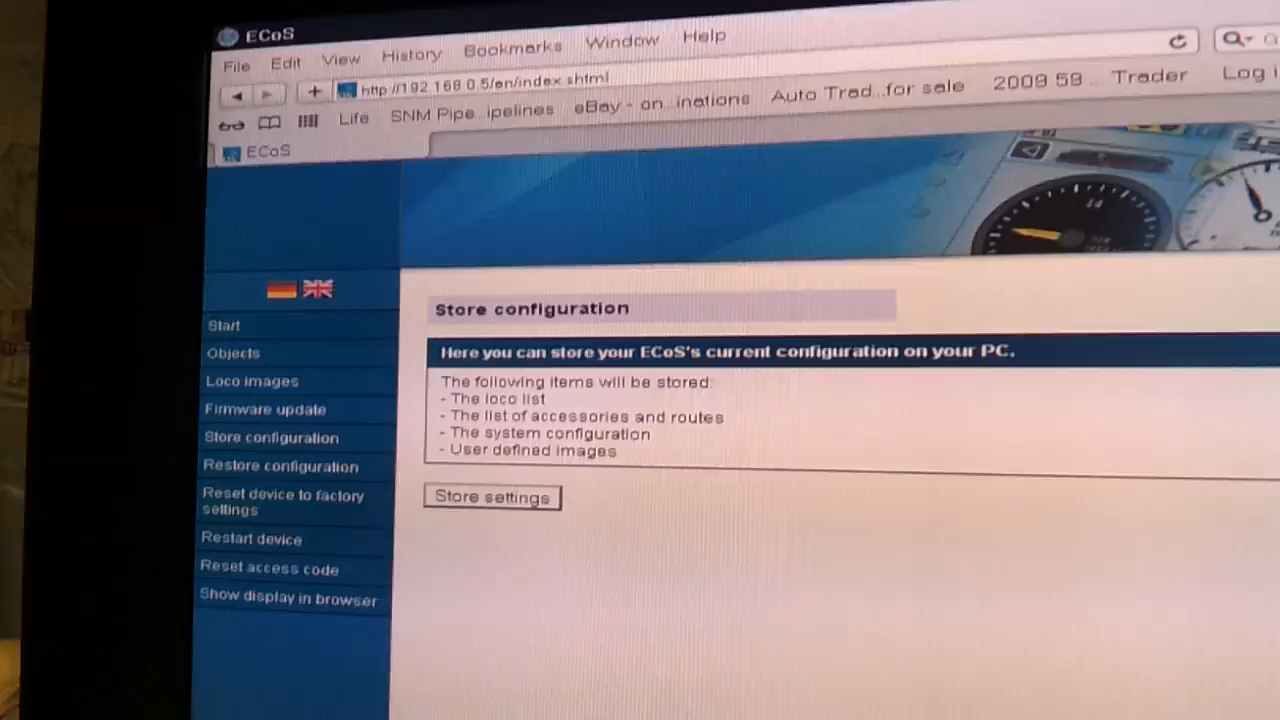 ECoS
File Edit View History Bookmarks Window Help
http://192.168.0.5/en/index.shtml
Life SNM Pipe...ipelines eBay - on...inations Auto Trad...for sale 2009 59 ... Trader Log i
ECoS
Start
Objects
Loco images
Firmware update
Store configuration
Restore configuration
Reset device to factory
settings
Restart device
Reset access code
Show display in browser
Store configuration
Here you can store your ECoS's current configuration on your PC.
The following items will be stored:
- The loco list
- The list of accessories and routes
- The system configuration
- User defined images
Store settings